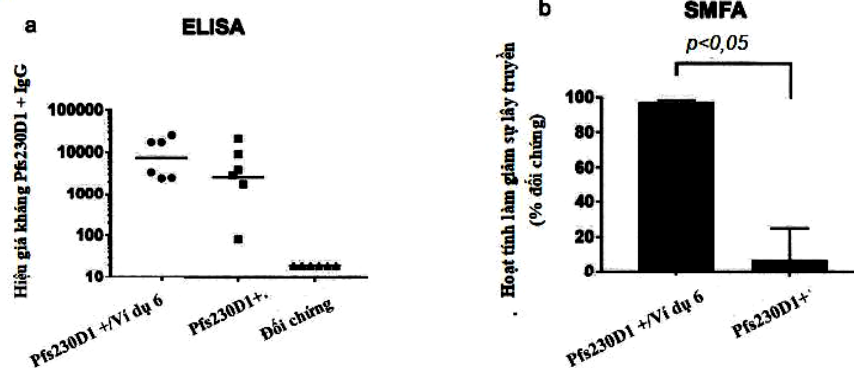 a
ELISA
Hiệu giá kháng Pfs230D1 + IgG
100000
10000
1000
100
10
Pfs230D1 +/Ví dụ 6
Pfs230D1+.
Đối chứng
b
SMFA
p<0,05
Hoạt tính làm giảm sự lây truyền
(% đối chứng)
100
80
60
40
20
0
Pfs230D1 +/Ví dụ 6
Pfs230D1+